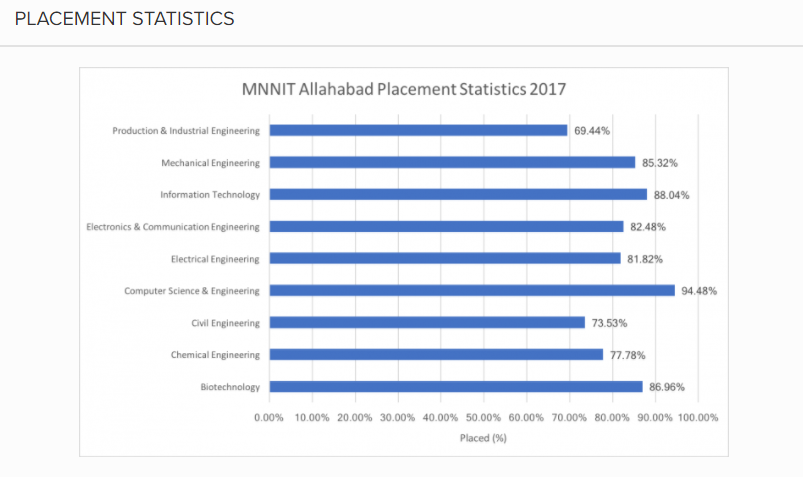 PLACEMENT STATISTICS
MNNIT Allahabad Placement Statistics 2017
Production & Industrial Engineering 69.44%
Mechanical Engineering 85.32%
Information Technology 88.04%
Electronics & Communication Engineering 82.48%
Electrical Engineering 81.82%
Computer Science & Engineering 94.48%
Civil Engineering 73.53%
Chemical Engineering 77.78%
Biotechnology 86.96%
0.00% 10.00% 20.00% 30.00% 40.00% 50.00% 60.00% 70.00% 80.00% 90.00% 100.00%
Placed (%)